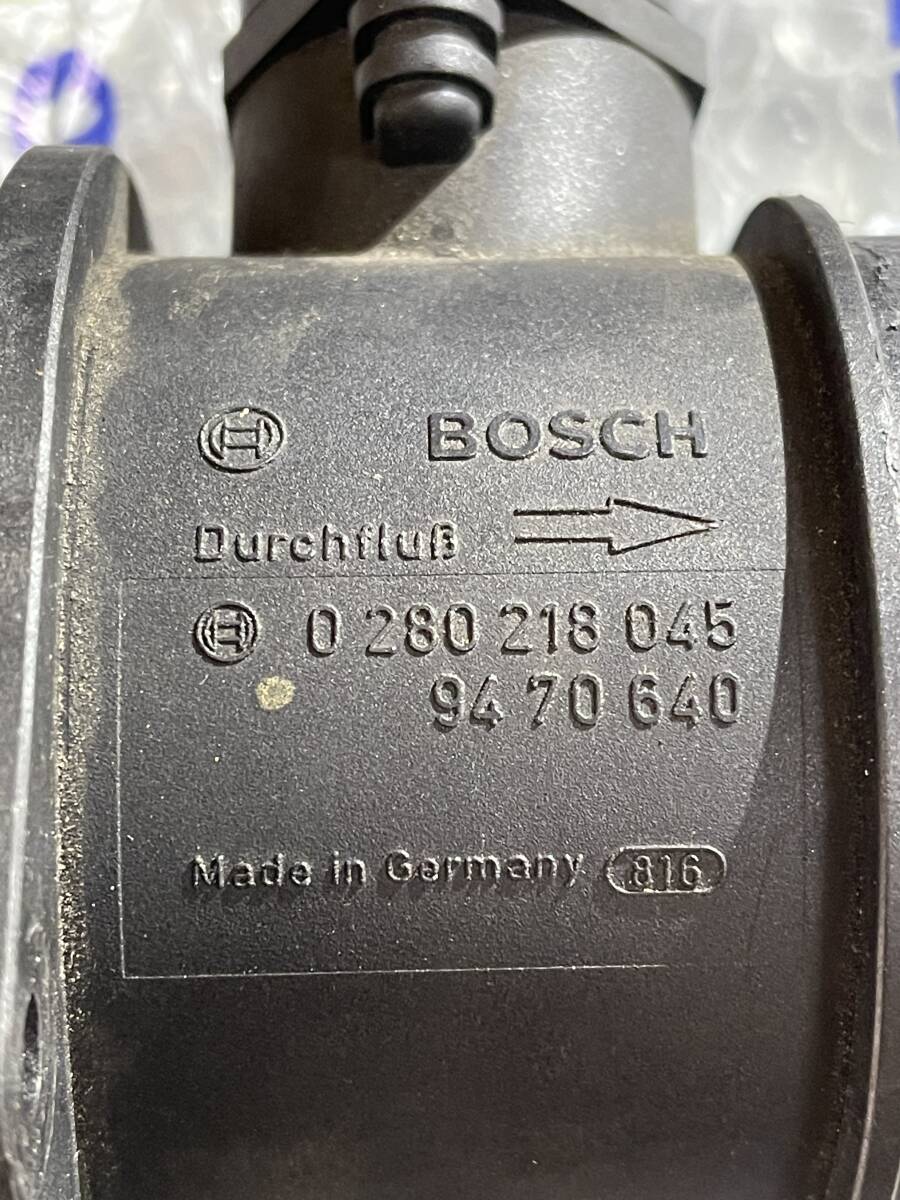 BOSCH
Durchfluß
0 280 218 045
94 70 640
Made in Germany 816